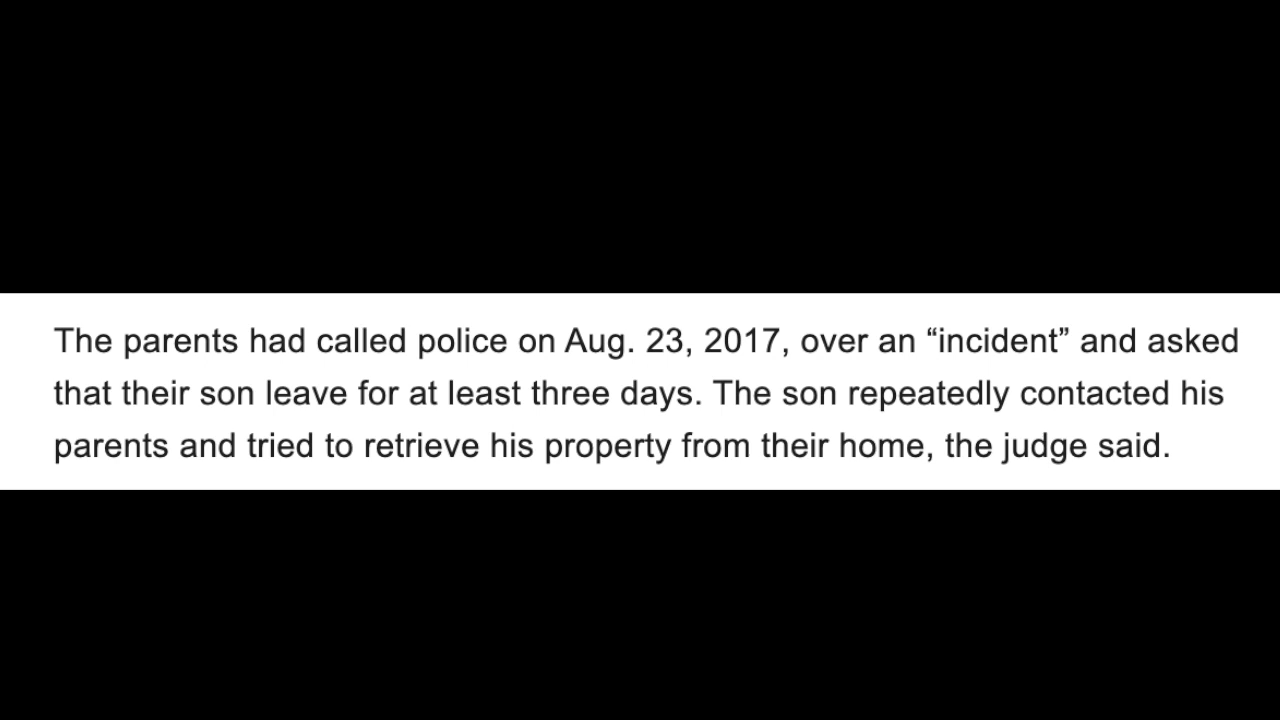 The parents had called police on Aug. 23, 2017, over an “incident” and asked
that their son leave for at least three days. The son repeatedly contacted his
parents and tried to retrieve his property from their home, the judge said.